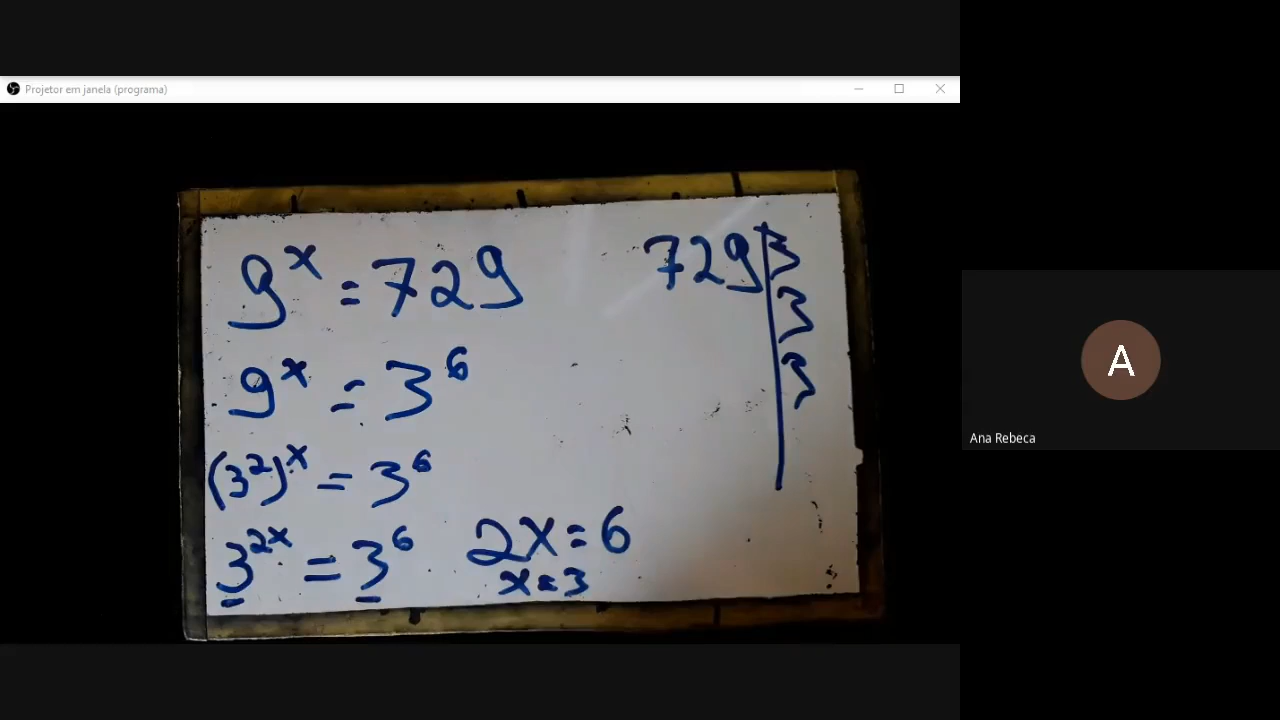 Projetor em janela (programa)
9^x = 729
9^x = 3^6
(3^2)^x = 3^6
3^{2x} = 3^6
2x = 6
x = 3
729 | 3
3
3
A
Ana Rebeca